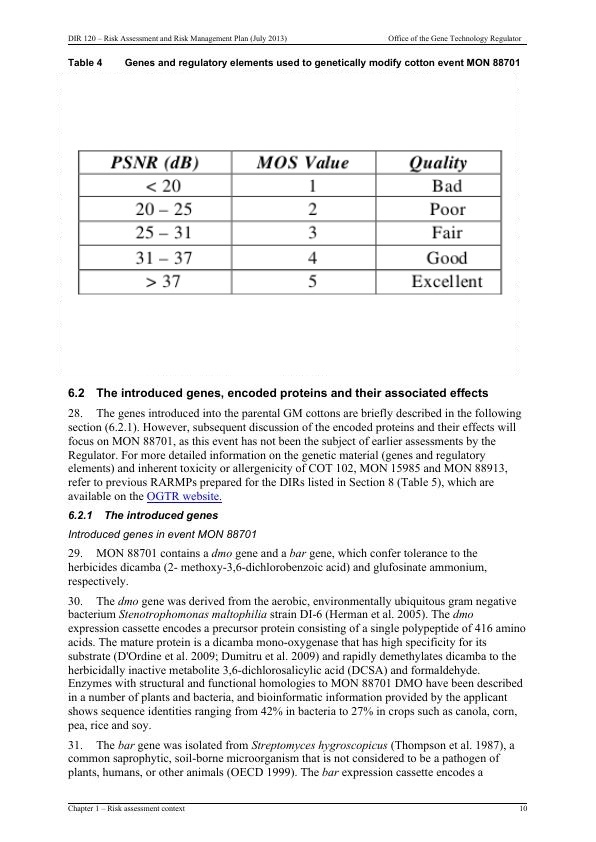 DIR 120 – Risk Assessment and Risk Management Plan (July 2013) Office of the Gene Technology Regulator
Table 4 Genes and regulatory elements used to genetically modify cotton event MON 88701
PSNR (dB) MOS Value Quality
< 20 1 Bad
20 – 25 2 Poor
25 – 31 3 Fair
31 – 37 4 Good
> 37 5 Excellent
6.2 The introduced genes, encoded proteins and their associated effects
28. The genes introduced into the parental GM cottons are briefly described in the following
section (6.2.1). However, subsequent discussion of the encoded proteins and their effects will
focus on MON 88701, as this event has not been the subject of earlier assessments by the
Regulator. For more detailed information on the genetic material (genes and regulatory
elements) and inherent toxicity or allergenicity of COT 102, MON 15985 and MON 88913,
refer to previous RARMPs prepared for the DIRs listed in Section 8 (Table 5), which are
available on the OGTR website.
6.2.1 The introduced genes
Introduced genes in event MON 88701
29. MON 88701 contains a dmo gene and a bar gene, which confer tolerance to the
herbicides dicamba (2- methoxy-3,6-dichlorobenzoic acid) and glufosinate ammonium,
respectively.
30. The dmo gene was derived from the aerobic, environmentally ubiquitous gram negative
bacterium Stenotrophomonas maltophilia strain DI-6 (Herman et al. 2005). The dmo
expression cassette encodes a precursor protein consisting of a single polypeptide of 416 amino
acids. The mature protein is a dicamba mono-oxygenase that has high specificity for its
substrate (D'Ordine et al. 2009; Dumitru et al. 2009) and rapidly demethylates dicamba to the
herbicidally inactive metabolite 3,6-dichlorosalicylic acid (DCSA) and formaldehyde.
Enzymes with structural and functional homologies to MON 88701 DMO have been described
in a number of plants and bacteria, and bioinformatic information provided by the applicant
shows sequence identities ranging from 42% in bacteria to 27% in crops such as canola, corn,
pea, rice and soy.
31. The bar gene was isolated from Streptomyces hygroscopicus (Thompson et al. 1987), a
common saprophytic, soil-borne microorganism that is not considered to be a pathogen of
plants, humans, or other animals (OECD 1999). The bar expression cassette encodes a
Chapter 1 – Risk assessment context 10